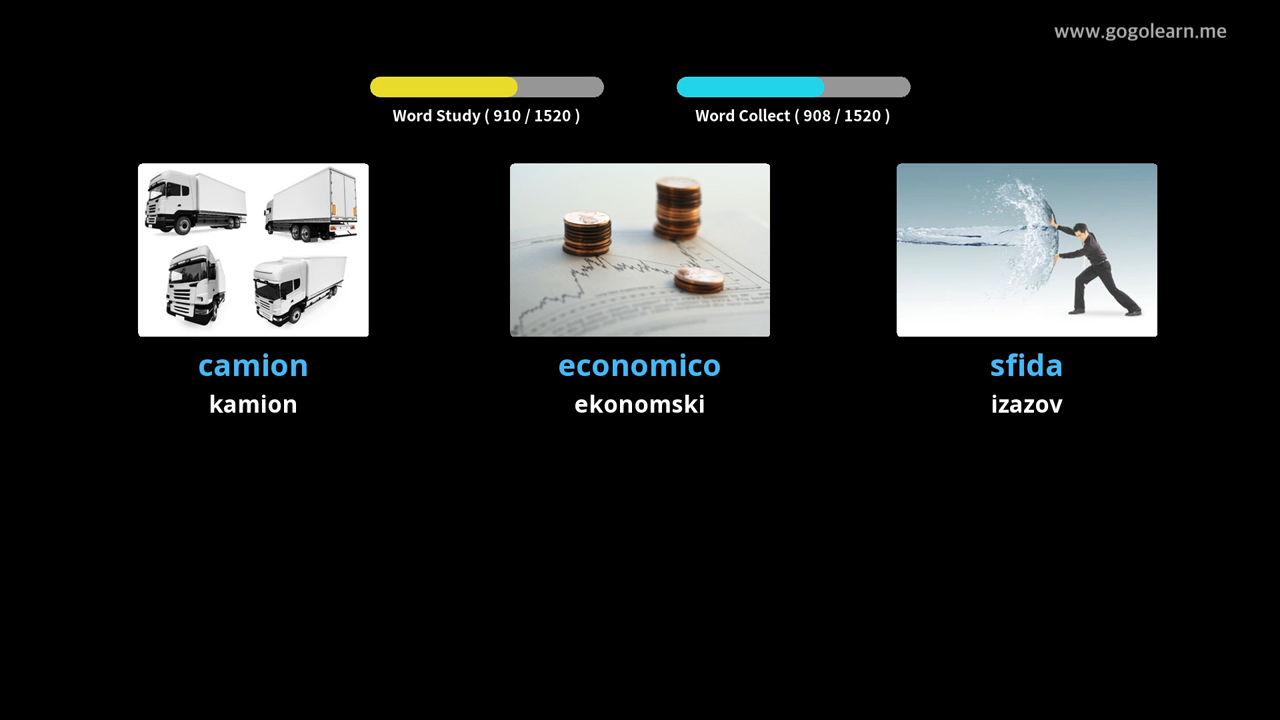 www.gogolearn.me
Word Study ( 910 / 1520 )
Word Collect ( 908 / 1520 )
camion
economico
sfida
kamion
ekonomski
izazov